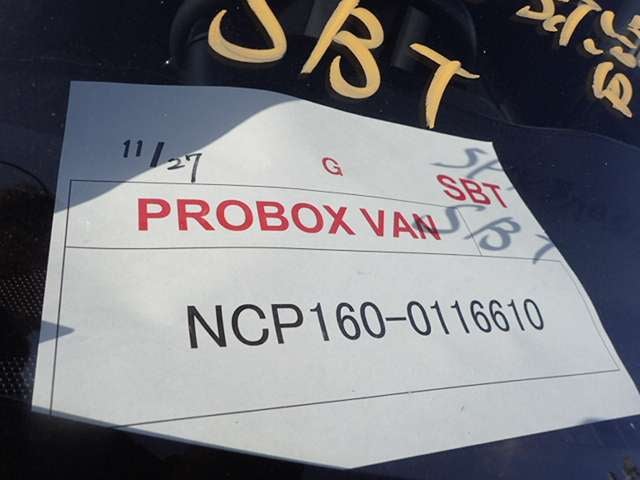 SBT
11/27 G SBT
PROBOX VAN
NCP160-0116610